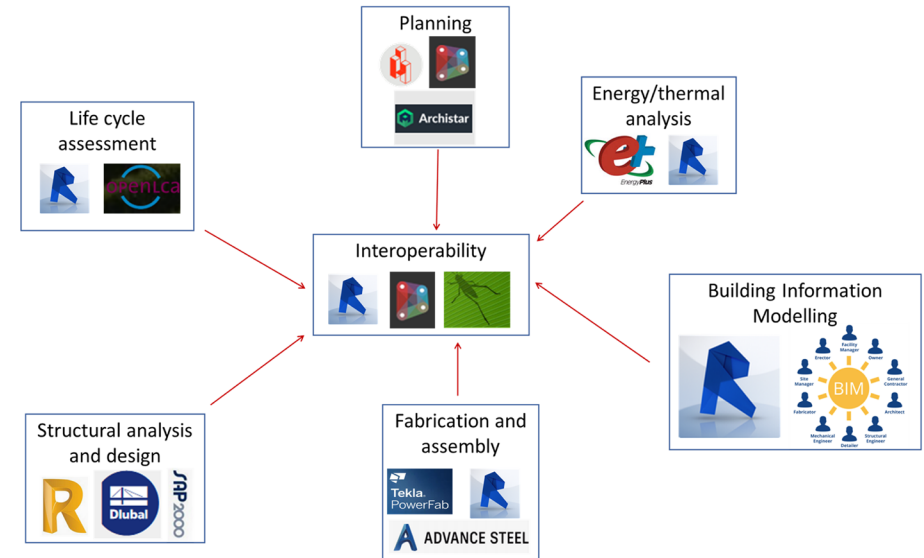 Planning
Archistar
Life cycle
assessment
openLca
Energy/thermal
analysis
e+
EnergyPlus
Interoperability
Building Information
Modelling
Facility
Manager
Erector
Owner
Site
Manager
General
Contractor
BIM
Fabricator
Architect
Mechanical
Engineer
Structural
Engineer
Detailer
Structural analysis
and design
R
Dlubal
SAP2000
Fabrication and
assembly
Tekla
PowerFab
ADVANCE STEEL